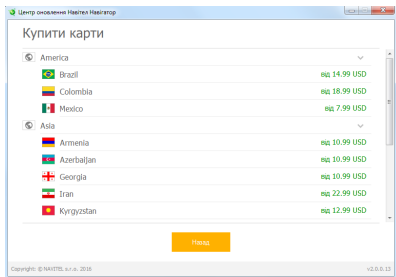 Центр оновлення Навітел Навігатор
Купити карти
America
Brazil від 14.99 USD
Colombia від 18.99 USD
Mexico від 7.99 USD
Asia
Armenia від 10.99 USD
Azerbaijan від 10.99 USD
Georgia від 10.99 USD
Iran від 22.99 USD
Kyrgyzstan від 12.99 USD
Назад
Copyright: © NAVITEL s.r.o. 2016 v2.0.0.13